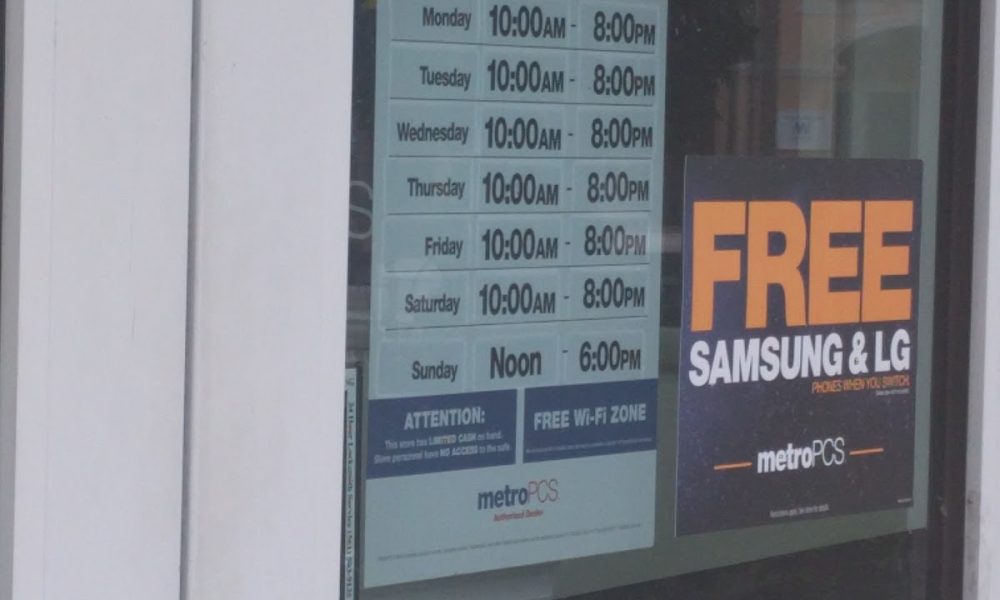 Monday 10:00AM - 8:00PM
Tuesday 10:00AM - 8:00PM
Wednesday 10:00AM - 8:00PM
Thursday 10:00AM - 8:00PM
Friday 10:00AM - 8:00PM
Saturday 10:00AM - 8:00PM
Sunday Noon - 6:00PM
ATTENTION:
This store has LIMITED CASH on hand.
Store personnel have NO ACCESS to the safe.
FREE Wi-Fi ZONE
metroPCS
Authorized Dealer
FREE
SAMSUNG & LG
PHONES WHEN YOU SWITCH.
metroPCS.